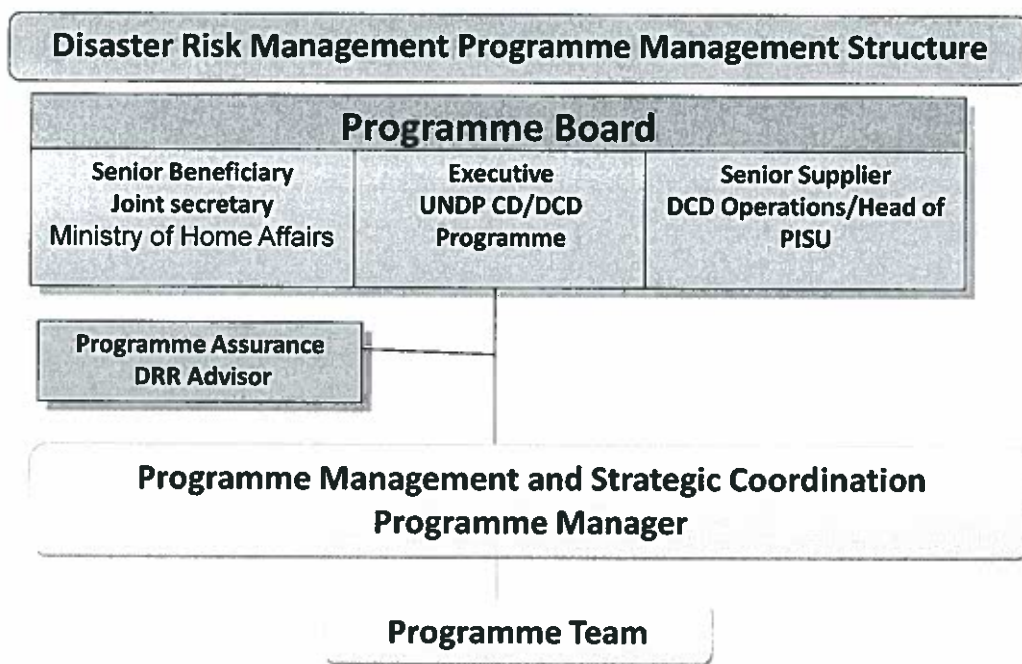 Disaster Risk Management Programme Management Structure
Programme Board
Senior Beneficiary
Joint secretary
Ministry of Home Affairs
Executive
UNDP CD/DCD
Programme
Senior Supplier
DCD Operations/Head of
PISU
Programme Assurance
DRR Advisor
Programme Management and Strategic Coordination
Programme Manager
Programme Team